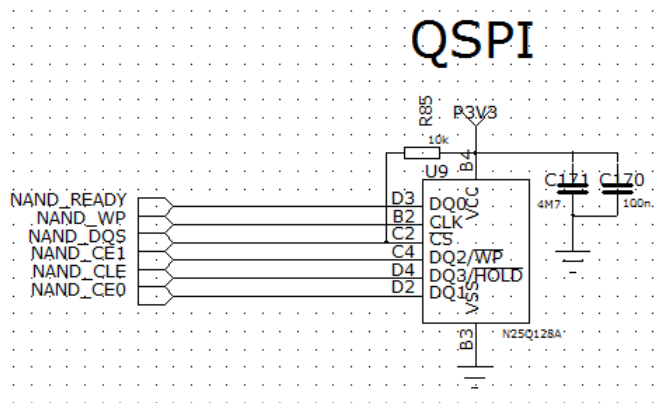 QSPI
R85
P3V3
10k
B4
U9
C171
C170
4M7.
100n.
NAND_READY
D3
DQ0
VCC
NAND_WP
B2
CLK
NAND_DQS
C2
CS
NAND_CE1
C4
DQ2/WP
NAND_CLE
D4
DQ3/HOLD
NAND_CE0
D2
DQ1
VSS
B3
N25Q128A